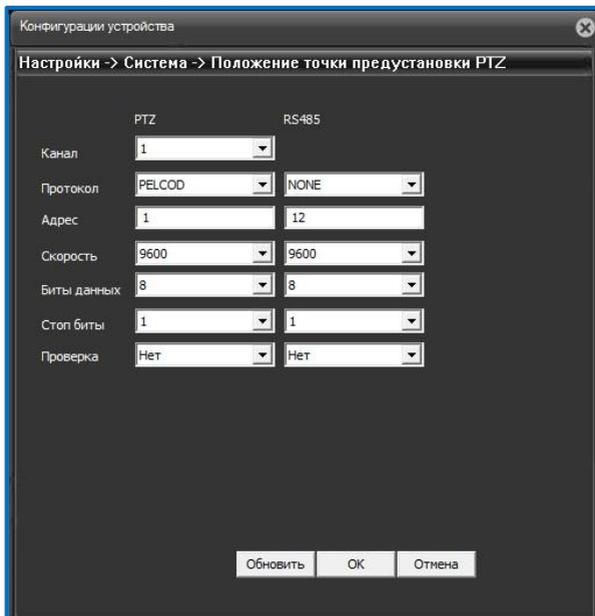 Конфигурации устройства
Настройки -> Система -> Положение точки предустановки PTZ
PTZ RS485
Канал 1
Протокол PELCOD NONE
Адрес 1 12
Скорость 9600 9600
Биты данных 8 8
Стоп биты 1 1
Проверка Нет Нет
Обновить OK Отмена